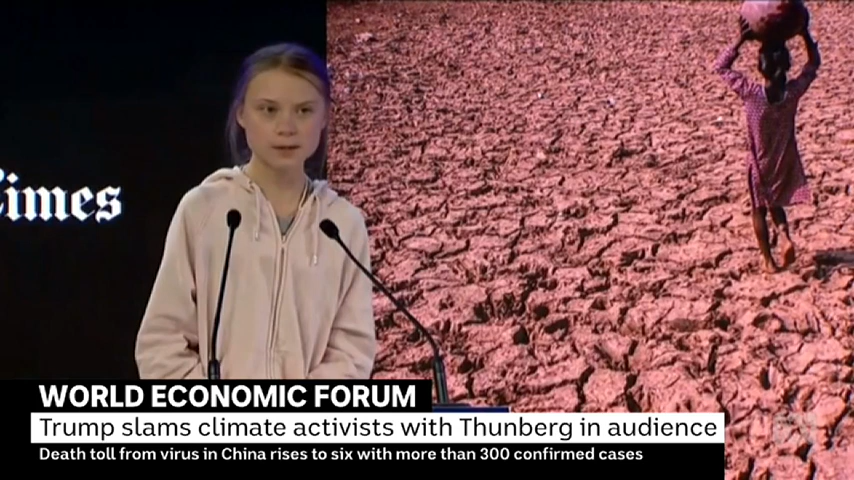 Times
WORLD ECONOMIC FORUM
Trump slams climate activists with Thunberg in audience
Death toll from virus in China rises to six with more than 300 confirmed cases